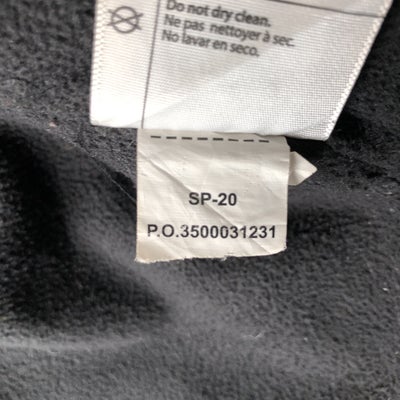 Do not dry clean.
Ne pas nettoyer à sec.
No lavar en seco.
SP-20
P.O.3500031231